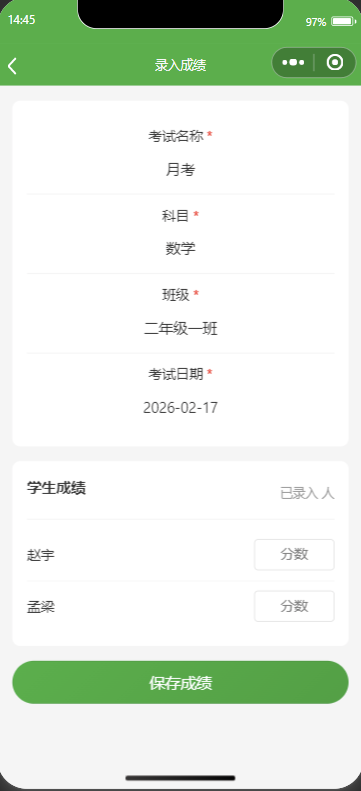 14:45
97%
录入成绩
考试名称 *
月考
科目 *
数学
班级 *
二年级一班
考试日期 *
2026-02-17
学生成绩
已录入 人
赵宇
分数
孟梁
分数
保存成绩